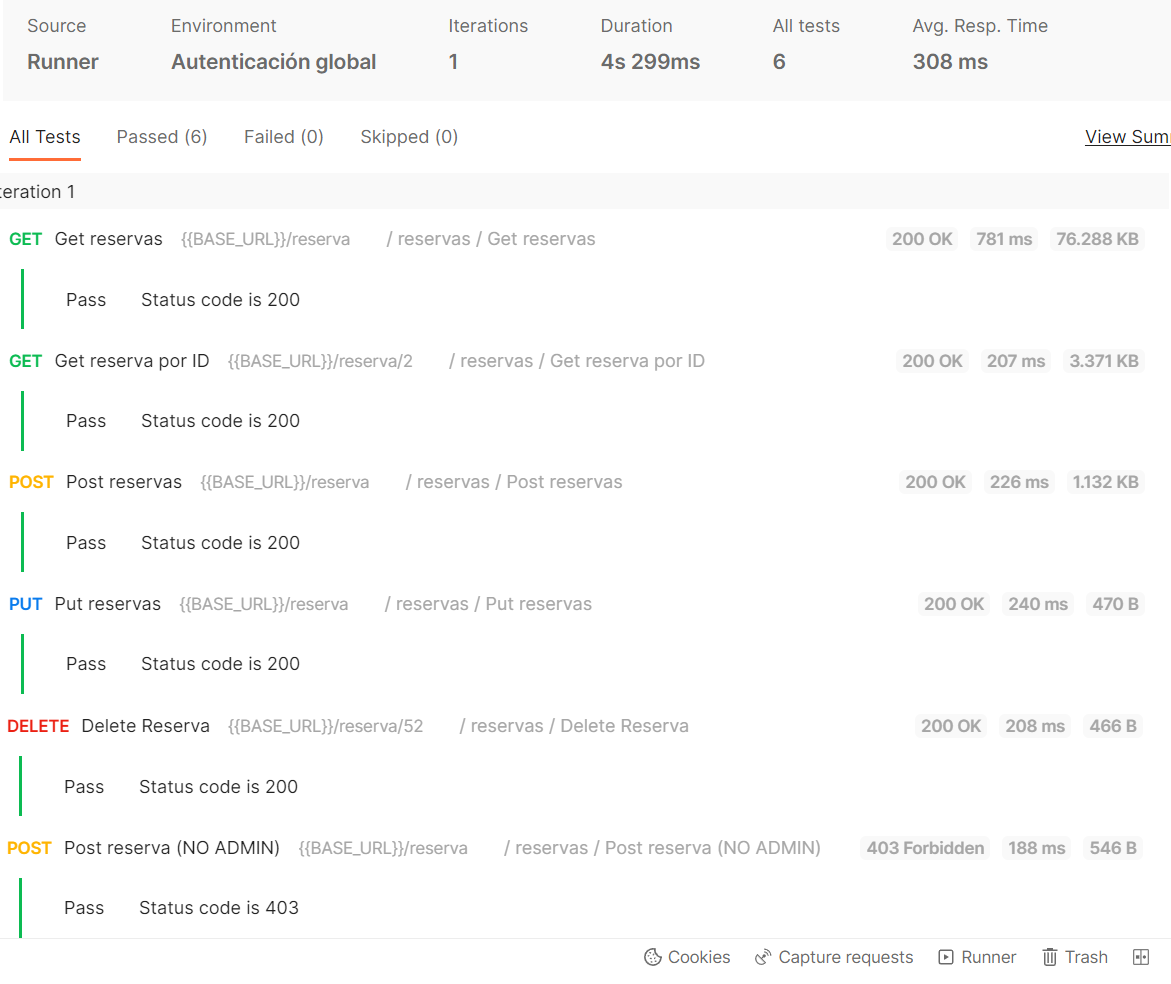 Source Environment Iterations Duration All tests Avg. Resp. Time
Runner Autenticación global 1 4s 299ms 6 308 ms
All Tests Passed (6) Failed (0) Skipped (0) View Sum
teration 1
GET Get reservas {{BASE_URL}}/reserva / reservas / Get reservas 200 OK 781 ms 76.288 KB
Pass Status code is 200
GET Get reserva por ID {{BASE_URL}}/reserva/2 / reservas / Get reserva por ID 200 OK 207 ms 3.371 KB
Pass Status code is 200
POST Post reservas {{BASE_URL}}/reserva / reservas / Post reservas 200 OK 226 ms 1.132 KB
Pass Status code is 200
PUT Put reservas {{BASE_URL}}/reserva / reservas / Put reservas 200 OK 240 ms 470 B
Pass Status code is 200
DELETE Delete Reserva {{BASE_URL}}/reserva/52 / reservas / Delete Reserva 200 OK 208 ms 466 B
Pass Status code is 200
POST Post reserva (NO ADMIN) {{BASE_URL}}/reserva / reservas / Post reserva (NO ADMIN) 403 Forbidden 188 ms 546 B
Pass Status code is 403
Cookies Capture requests Runner Trash